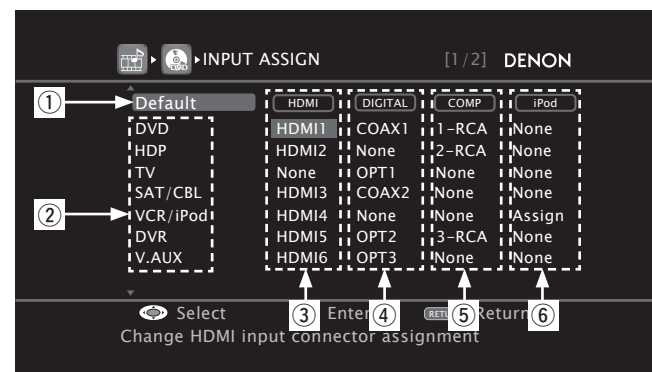 INPUT ASSIGN [1/2] DENON
① Default HDMI DIGITAL COMP iPod
DVD HDMI1 COAX1 1-RCA None
HDP HDMI2 None 2-RCA None
TV None OPT1 None None
SAT/CBL HDMI3 COAX2 None None
② VCR/iPod HDMI4 None None Assign
DVR HDMI5 OPT2 3-RCA None
V.AUX HDMI6 OPT3 None None
③ ④ ⑤ ⑥
Select Enter Return
Change HDMI input connector assignment